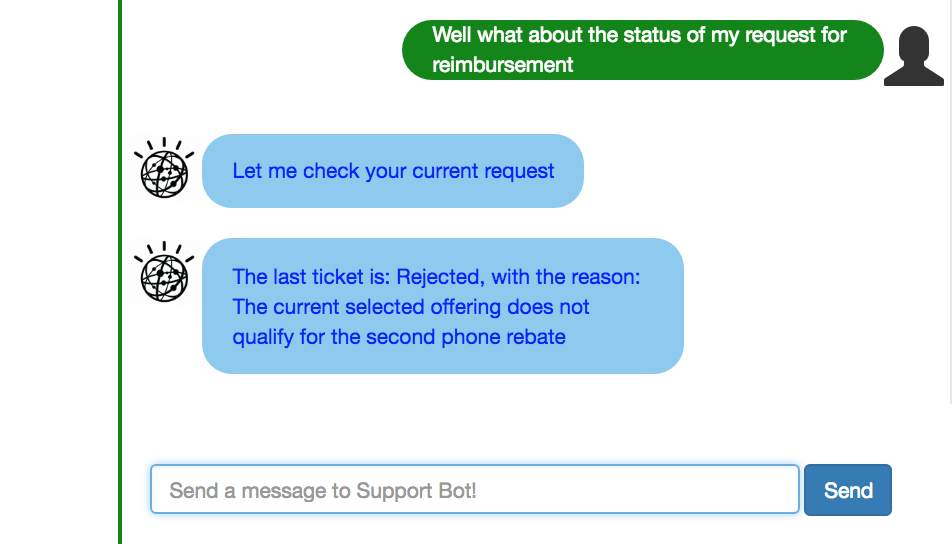 Well what about the status of my request for
reimbursement
Let me check your current request
The last ticket is: Rejected, with the reason:
The current selected offering does not
qualify for the second phone rebate
Send a message to Support Bot!
Send